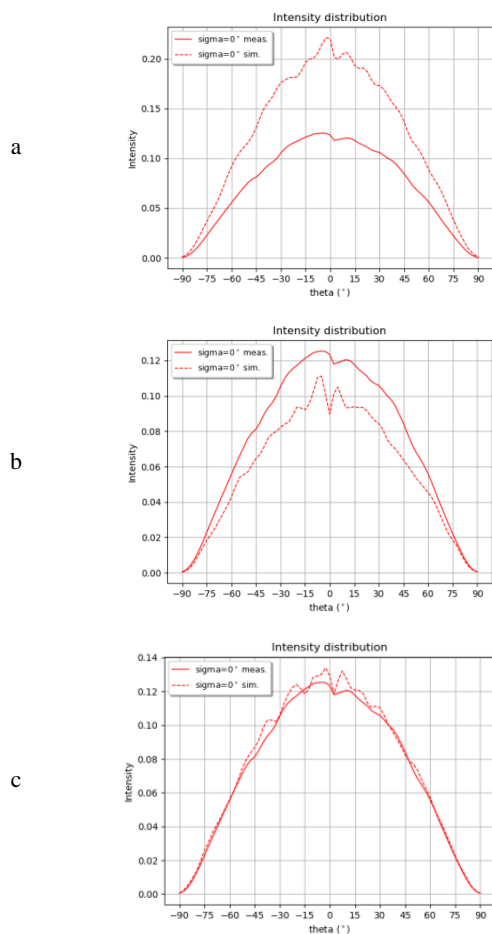 a
Intensity distribution
sigma=0° meas.
sigma=0° sim.
Intensity
0.20
0.15
0.10
0.05
0.00
−90 −75 −60 −45 −30 −15 0 15 30 45 60 75 90
theta (°)
b
Intensity distribution
sigma=0° meas.
sigma=0° sim.
Intensity
0.12
0.10
0.08
0.06
0.04
0.02
0.00
−90 −75 −60 −45 −30 −15 0 15 30 45 60 75 90
theta (°)
c
Intensity distribution
sigma=0° meas.
sigma=0° sim.
Intensity
0.14
0.12
0.10
0.08
0.06
0.04
0.02
0.00
−90 −75 −60 −45 −30 −15 0 15 30 45 60 75 90
theta (°)